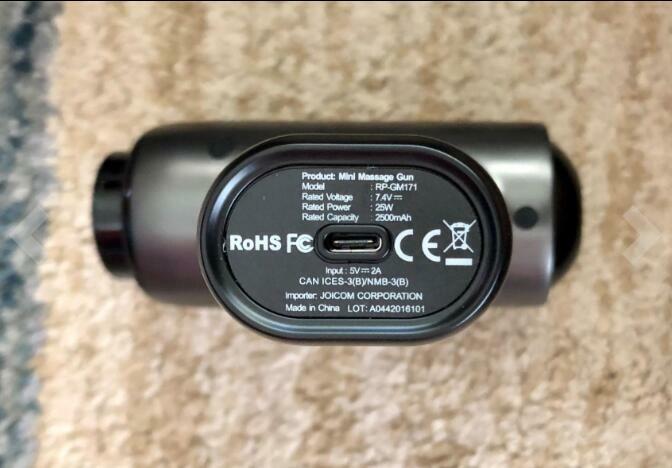 Product: Mini Massage Gun
Model : RP-GM171
Rated Voltage : 7.4V⎓
Rated Power : 25W
Rated Capacity : 2500mAh
RoHS FC CE
Input : 5V⎓2A
CAN ICES-3(B)/NMB-3(B)
Importer: JOICOM CORPORATION
Made in China LOT: A0442016101